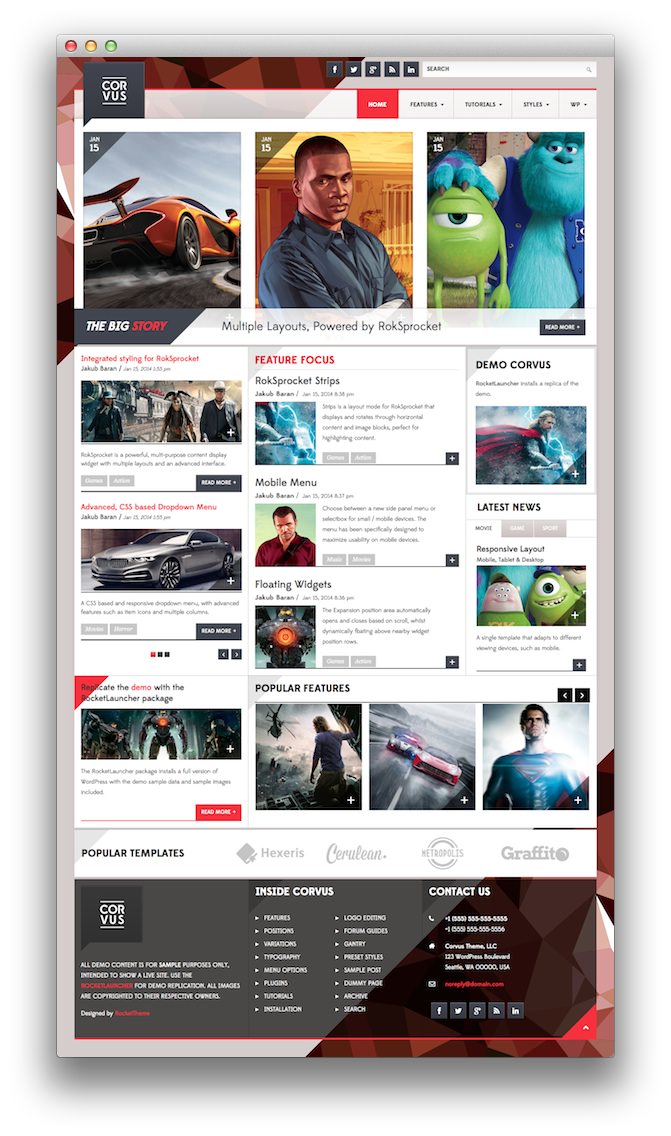 COR
VUS
SEARCH
HOME
FEATURES
TUTORIALS
STYLES
WP
JAN
15
JAN
15
JAN
15
THE BIG STORY
Multiple Layouts, Powered by RokSprocket
READ MORE +
Integrated styling for RokSprocket
Jakub Baran / Jan 15, 2014 1:55 pm
RokSprocket is a powerful, multi-purpose content display
widget with multiple layouts and an advanced interface.
Games
Action
READ MORE +
Advanced, CSS based Dropdown Menu
Jakub Baran / Jan 15, 2014 1:55 pm
A CSS based and responsive dropdown menu, with advanced
features such as item icons and multiple columns.
Movies
Horror
READ MORE +
FEATURE FOCUS
RokSprocket Strips
Jakub Baran / Jan 15, 2014 8:38 pm
Strips is a layout mode for RokSprocket that
displays and rotates through horizontal
content and image blocks, perfect for
highlighting content.
Games
Action
Mobile Menu
Jakub Baran / Jan 15, 2014 8:37 pm
Choose between a new side panel menu or
selectbox for small / mobile devices. The
menu has been specifically designed to
maximize usability on mobile devices.
Music
Movies
Floating Widgets
Jakub Baran / Jan 15, 2014 8:36 pm
The Expansion position area automatically
opens and closes based on scroll, whilst
dynamically floating above nearby widget
position rows.
Games
Action
DEMO CORVUS
RocketLauncher installs a replica of the
demo.
LATEST NEWS
MOVIE
GAME
SPORT
Responsive Layout
Mobile, Tablet & Desktop
A single template that adapts to different
viewing devices, such as mobile.
Replicate the demo with the
RocketLauncher package
The RocketLauncher package installs a full version of
WordPress with the demo sample data and sample images
included.
READ MORE +
POPULAR FEATURES
POPULAR TEMPLATES
Hexeris
Cerulean
METROPOLIS
Graffito
COR
VUS
ALL DEMO CONTENT IS FOR SAMPLE PURPOSES ONLY,
INTENDED TO SHOW A LIVE SITE. USE THE
ROCKETLAUNCHER FOR DEMO REPLICATION. ALL IMAGES
ARE COPYRIGHTED TO THEIR RESPECTIVE OWNERS.
Designed by RocketTheme
INSIDE CORVUS
FEATURES
POSITIONS
VARIATIONS
TYPOGRAPHY
MENU OPTIONS
PLUGINS
TUTORIALS
INSTALLATION
LOGO EDITING
FORUM GUIDES
GANTRY
PRESET STYLES
SAMPLE POST
DUMMY PAGE
ARCHIVE
SEARCH
CONTACT US
+1 (555) 555-555-5555
+1 (555) 555-555-5556
Corvus Theme, LLC
123 WordPress Boulevard
Seattle, WA 00000, USA
noreply@domain.com